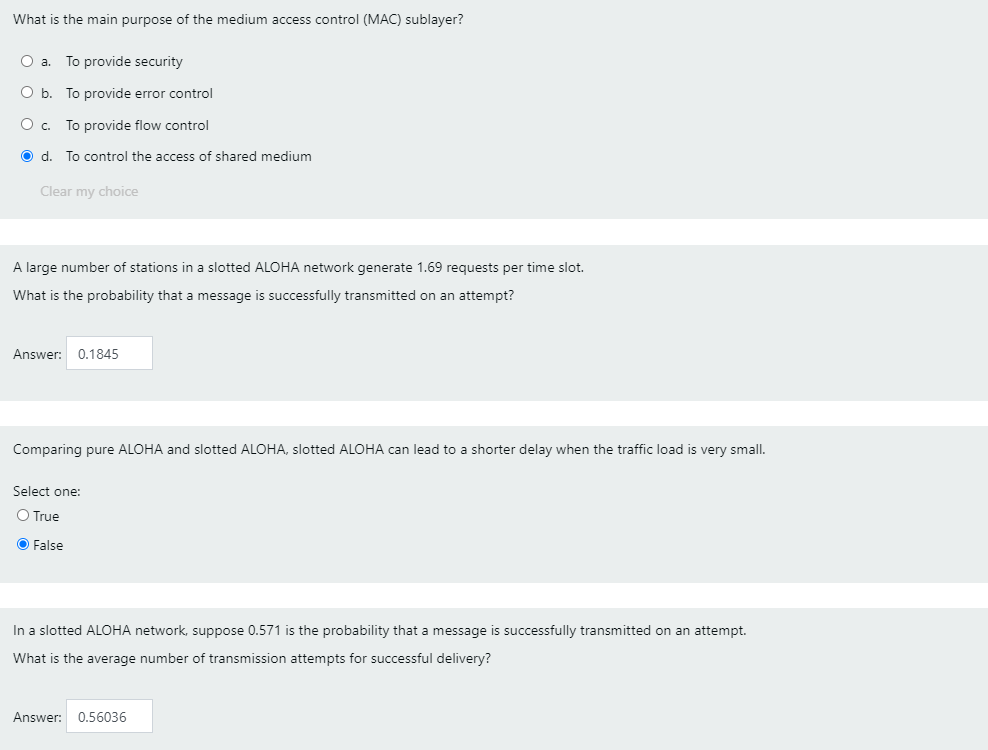 What is the main purpose of the medium access control (MAC) sublayer?
a. To provide security
b. To provide error control
c. To provide flow control
d. To control the access of shared medium
Clear my choice
A large number of stations in a slotted ALOHA network generate 1.69 requests per time slot.
What is the probability that a message is successfully transmitted on an attempt?
Answer: 0.1845
Comparing pure ALOHA and slotted ALOHA, slotted ALOHA can lead to a shorter delay when the traffic load is very small.
Select one:
True
False
In a slotted ALOHA network, suppose 0.571 is the probability that a message is successfully transmitted on an attempt.
What is the average number of transmission attempts for successful delivery?
Answer: 0.56036